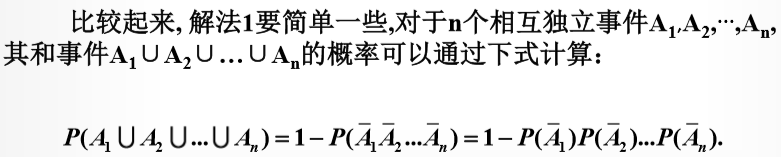 比较起来, 解法1要简单一些,对于n个相互独立事件A₁,A₂,⋯,Aₙ,
其和事件A₁∪A₂∪…∪Aₙ的概率可以通过下式计算：
P(A₁∪A₂∪...∪Aₙ)=1−P(Ā₁Ā₂...Āₙ)=1−P(Ā₁)P(Ā₂)...P(Āₙ).